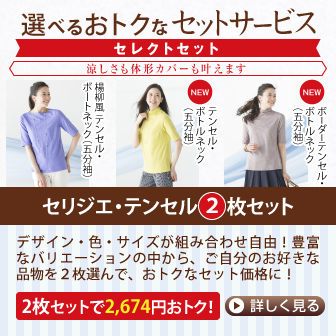 選べるおトクなセットサービス
セレクトセット
涼しさも体形カバーも叶えます
楊柳風テンセル・
ボートネック(五分袖)
NEW
テンセル・
ボトルネック
(五分袖)
NEW
ボーダーテンセル・
ボトルネック
(五分袖)
セリジエ・テンセル2枚セット
デザイン・色・サイズが組み合わせ自由!豊富
なバリエーションの中から、ご自分のお好きな
品物を2枚選んで、おトクなセット価格に!
2枚セットで2,674円おトク!
詳しく見る